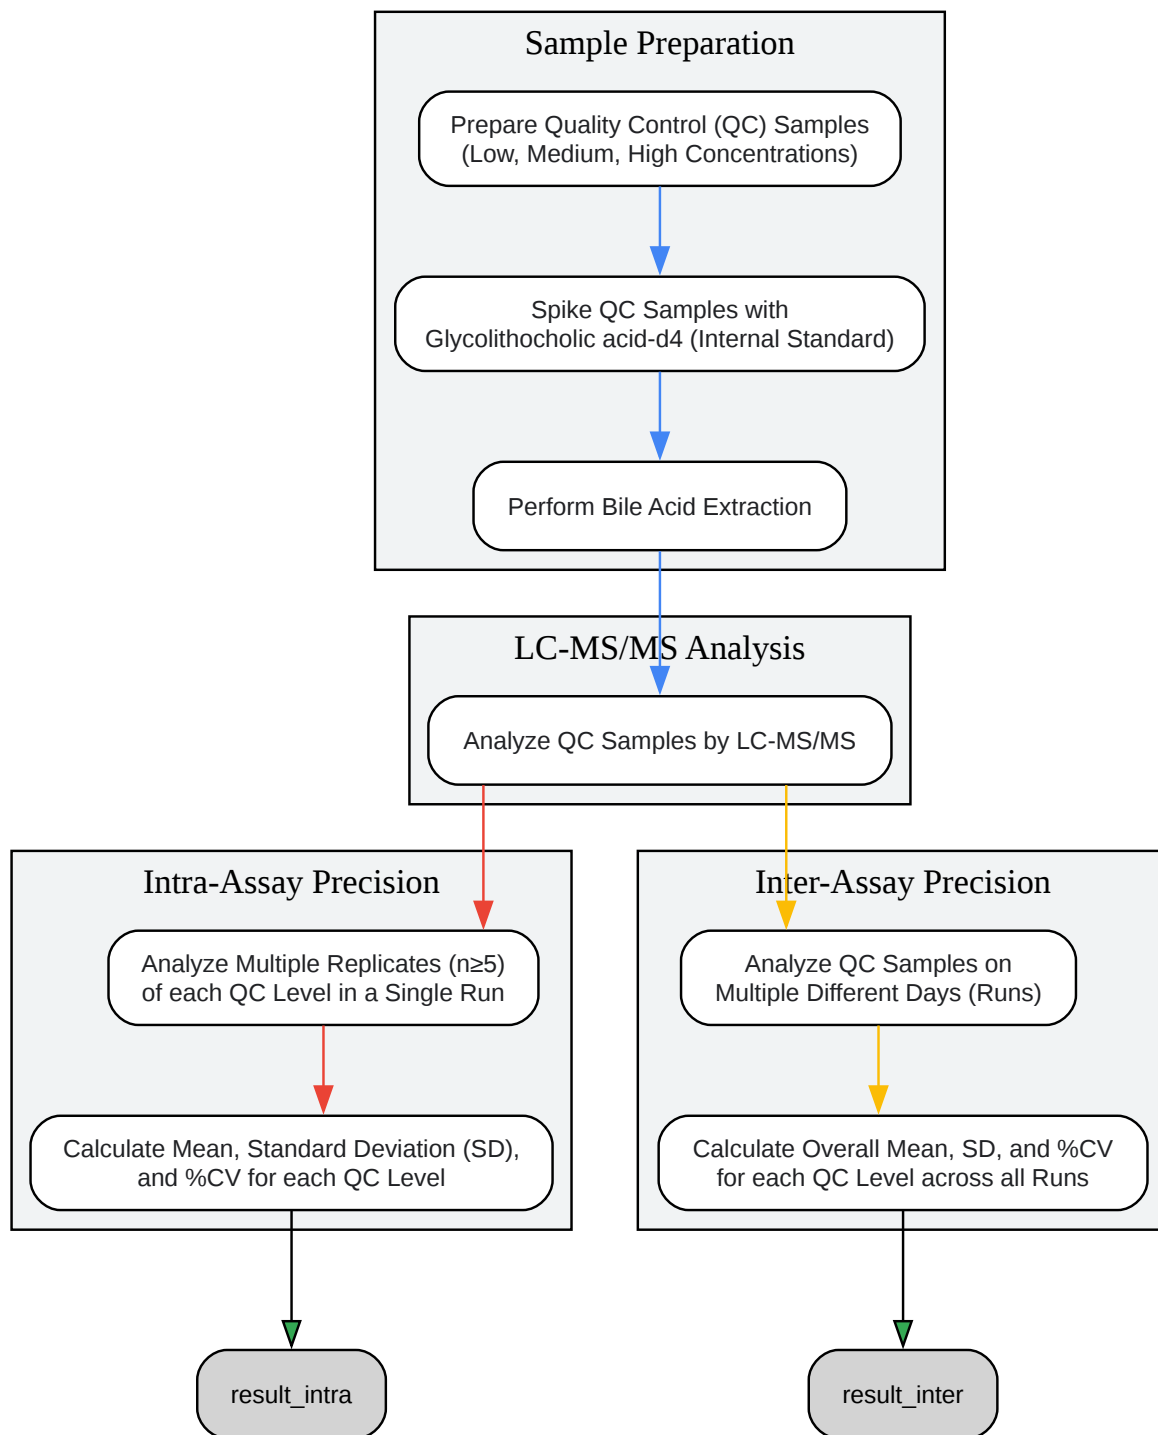 Sample Preparation
Prepare Quality Control (QC) Samples
(Low, Medium, High Concentrations)
Spike QC Samples with
Glycolithocholic acid-d4 (Internal Standard)
Perform Bile Acid Extraction
LC-MS/MS Analysis
Analyze QC Samples by LC-MS/MS
Intra-Assay Precision
Analyze Multiple Replicates (n≥5)
of each QC Level in a Single Run
Calculate Mean, Standard Deviation (SD),
and %CV for each QC Level
result_intra
Inter-Assay Precision
Analyze QC Samples on
Multiple Different Days (Runs)
Calculate Overall Mean, SD, and %CV
for each QC Level across all Runs
result_inter